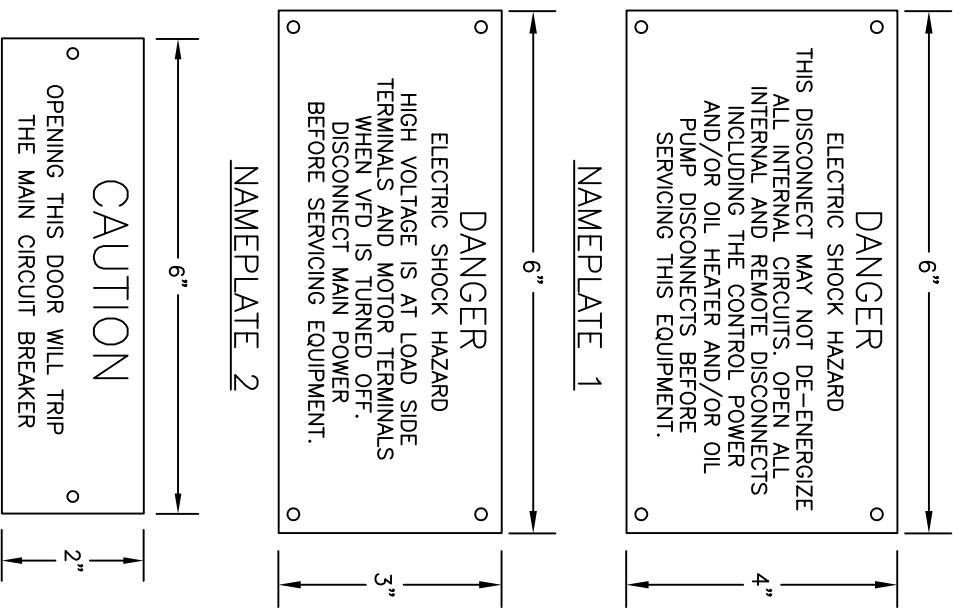 6"
DANGER
ELECTRIC SHOCK HAZARD
THIS DISCONNECT MAY NOT DE-ENERGIZE
ALL INTERNAL CIRCUITS. OPEN ALL
INTERNAL AND REMOTE DISCONNECTS
INCLUDING THE CONTROL POWER
AND/OR OIL HEATER AND/OR OIL
PUMP DISCONNECTS BEFORE
SERVICING THIS EQUIPMENT.
4"
NAMEPLATE 1
6"
DANGER
ELECTRIC SHOCK HAZARD
HIGH VOLTAGE IS AT LOAD SIDE
TERMINALS AND MOTOR TERMINALS
WHEN VFD IS TURNED OFF.
DISCONNECT MAIN POWER
BEFORE SERVICING EQUIPMENT.
3"
NAMEPLATE 2
6"
CAUTION
OPENING THIS DOOR WILL TRIP
THE MAIN CIRCUIT BREAKER
2"